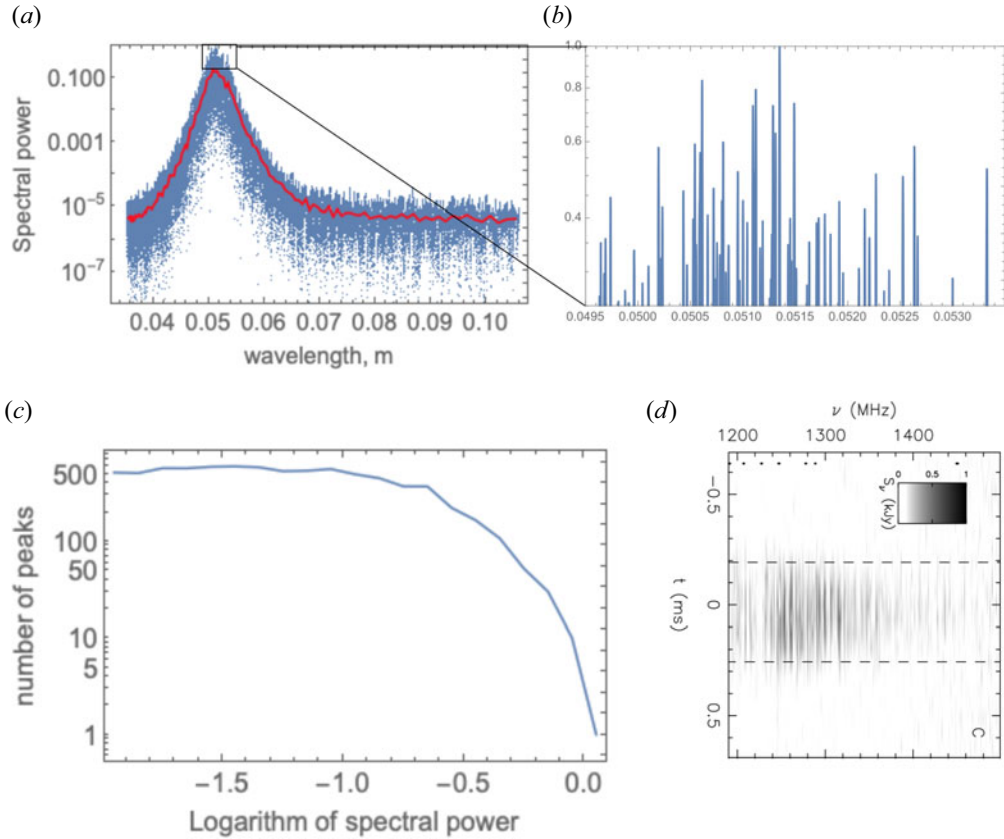 (a)
Spectral power
0.100
0.001
10-5
10-7
0.04 0.05 0.06 0.07 0.08 0.09 0.10
wavelength, m
(b)
1.0
0.8
0.6
0.4
0.0495 0.0500 0.0505 0.0510 0.0515 0.0520 0.0525 0.0530
(c)
number of peaks
500
100
50
10
5
1
−1.5 −1.0 −0.5 0.0
Logarithm of spectral power
(d)
ν (MHz)
1200 1300 1400
−0.5
0
0.5
t (ms)
0 0.5 1
Sν (kJy)
C